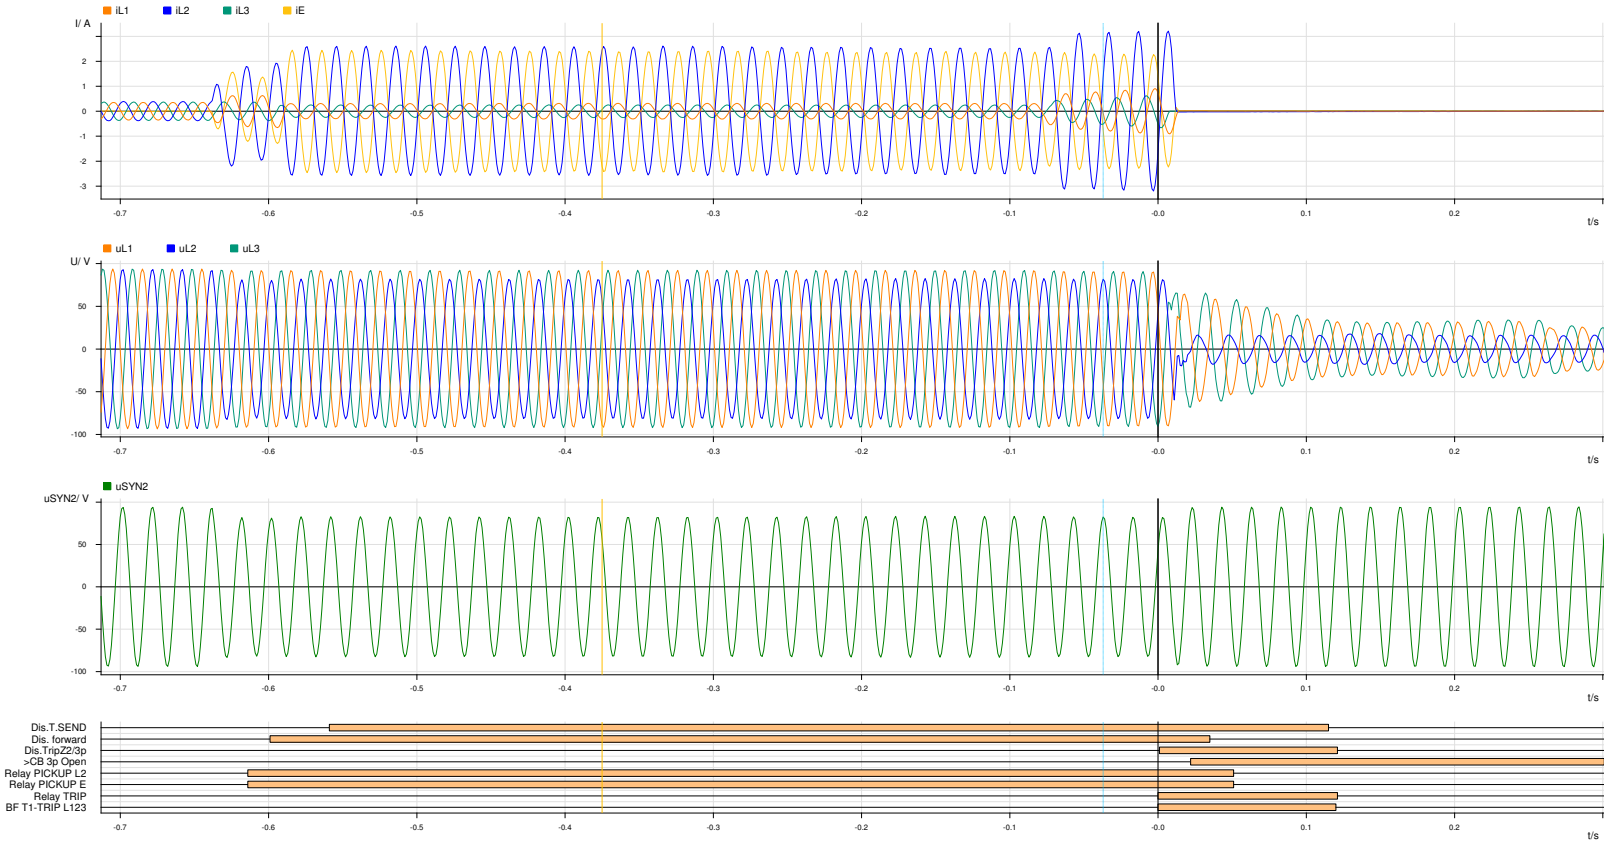 iL1 iL2 iL3 iE
I/ A
2
1
0
-1
-2
-3
-0.7 -0.6 -0.5 -0.4 -0.3 -0.2 -0.1 -0.0 0.1 0.2
t/s
uL1 uL2 uL3
U/ V
50
0
-50
-100
-0.7 -0.6 -0.5 -0.4 -0.3 -0.2 -0.1 -0.0 0.1 0.2
t/s
uSYN2
uSYN2/ V
50
0
-50
-100
-0.7 -0.6 -0.5 -0.4 -0.3 -0.2 -0.1 -0.0 0.1 0.2
t/s
Dis.T.SEND
Dis. forward
Dis.TripZ2/3p
>CB 3p Open
Relay PICKUP L2
Relay PICKUP E
Relay TRIP
BF T1-TRIP L123
-0.7 -0.6 -0.5 -0.4 -0.3 -0.2 -0.1 -0.0 0.1 0.2
t/s